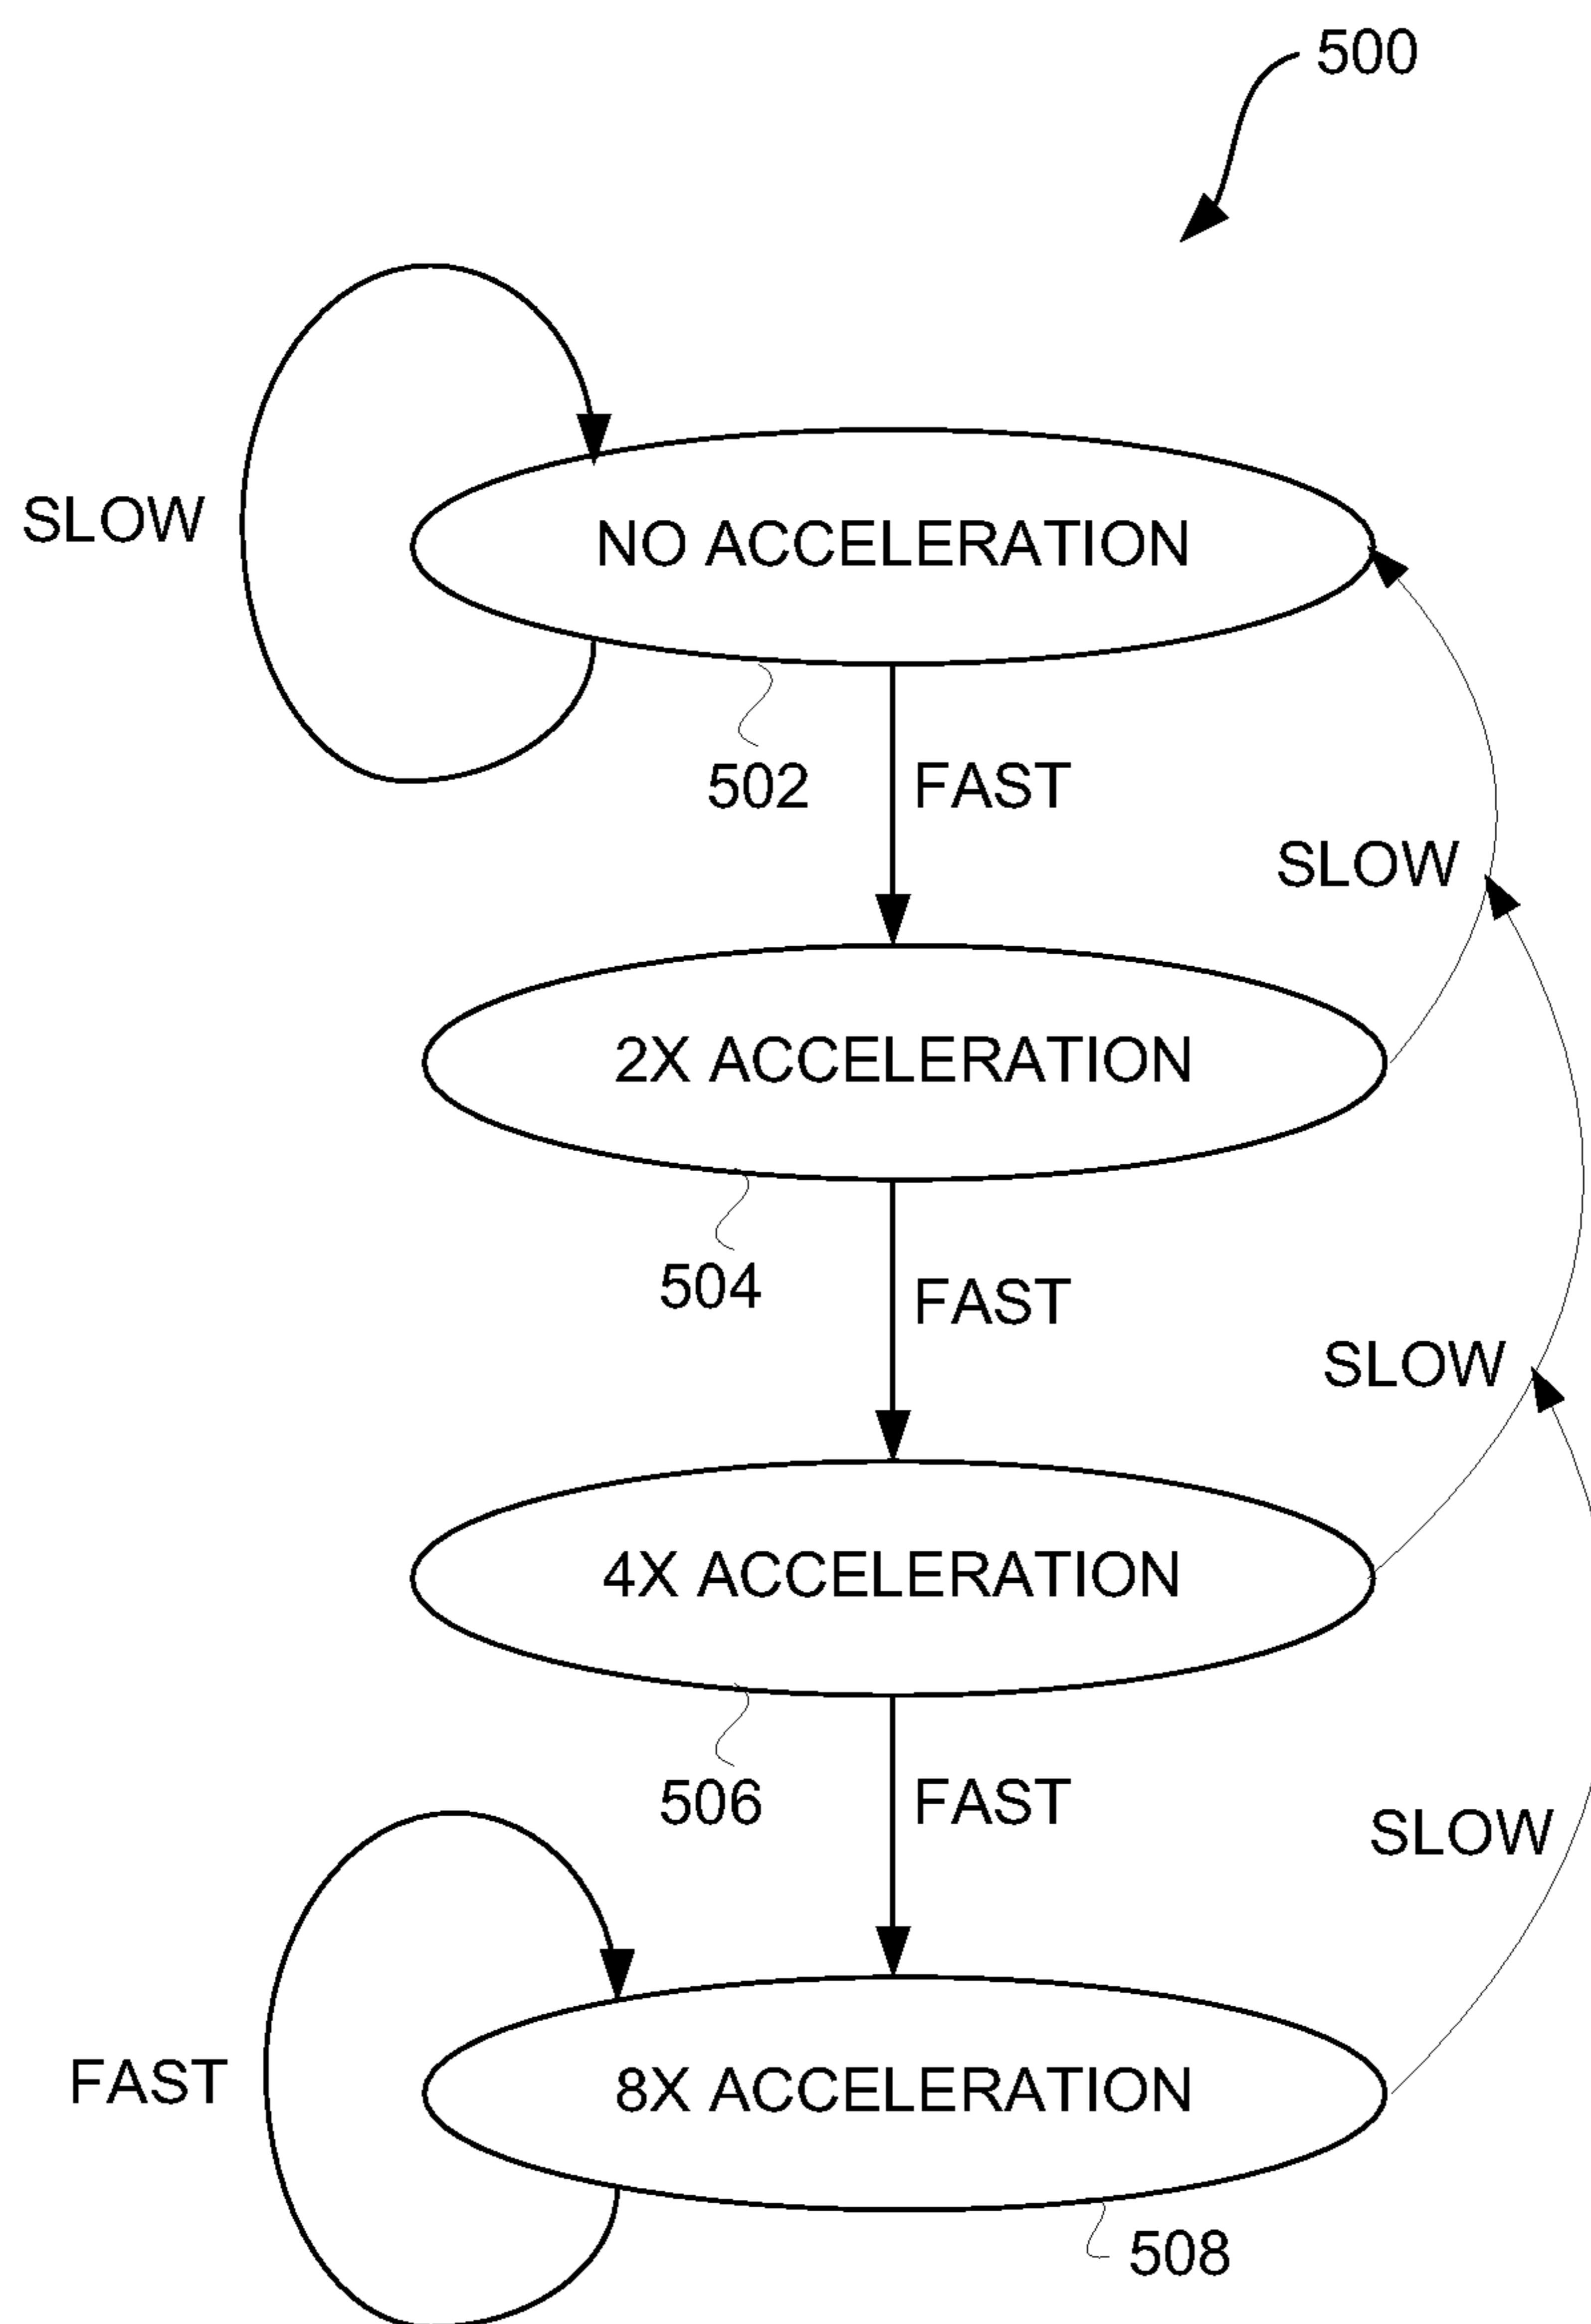 500
SLOW
NO ACCELERATION
502
FAST
SLOW
2X ACCELERATION
504
FAST
SLOW
4X ACCELERATION
506
FAST
SLOW
FAST
8X ACCELERATION
508